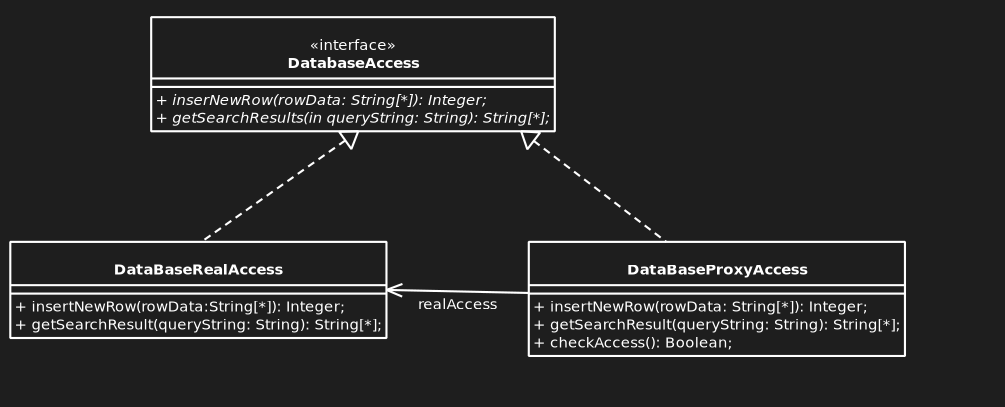 «interface»
DatabaseAccess
+ inserNewRow(rowData: String[*]): Integer;
+ getSearchResults(in queryString: String): String[*];
DataBaseRealAccess
+ insertNewRow(rowData:String[*]): Integer;
+ getSearchResult(queryString: String): String[*];
realAccess
DataBaseProxyAccess
+ insertNewRow(rowData: String[*]): Integer;
+ getSearchResult(queryString: String): String[*];
+ checkAccess(): Boolean;